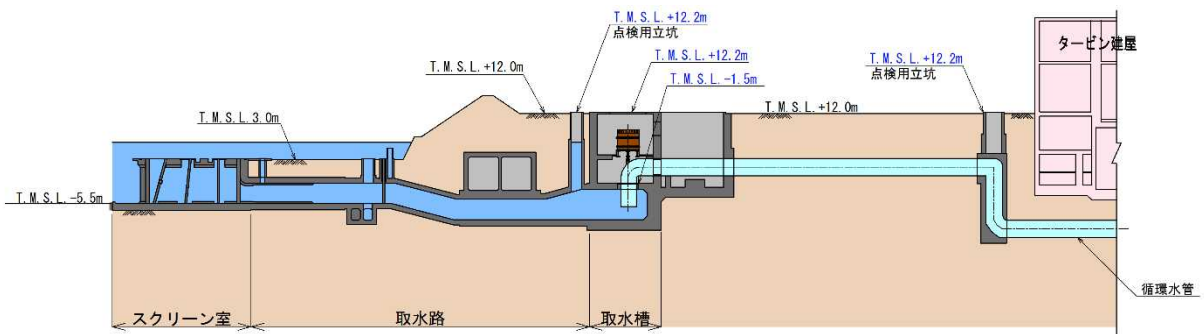 T.M.S.L.+12.2m
点検用立坑
T.M.S.L.+12.0m
T.M.S.L.+12.2m
T.M.S.L.-1.5m
T.M.S.L.+12.2m
点検用立坑
タービン建屋
T.M.S.L.3.0m
T.M.S.L.+12.0m
T.M.S.L.-5.5m
循環水管
スクリーン室
取水路
取水槽